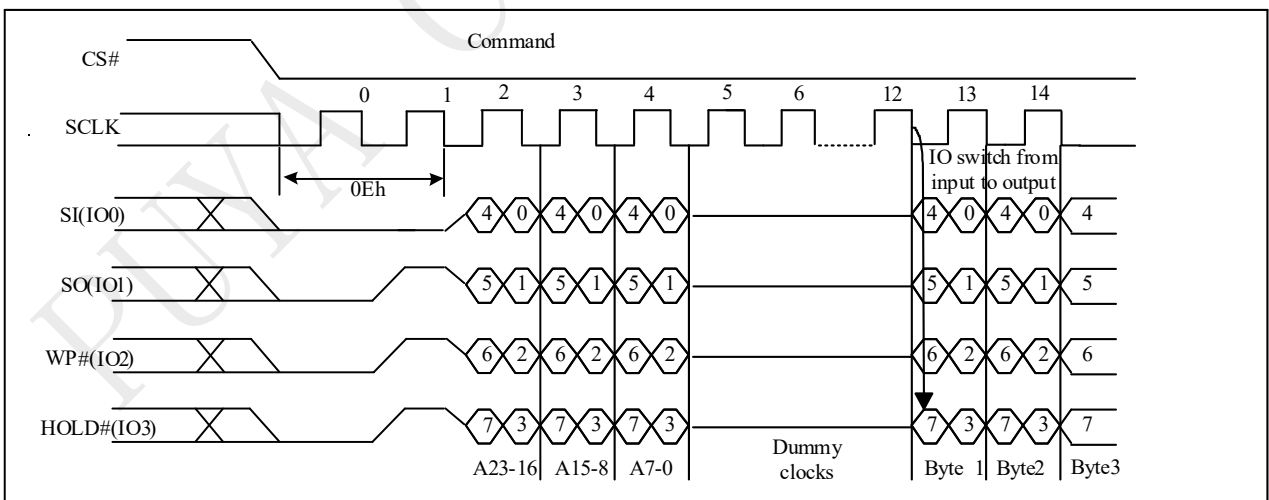 PUYA C
Command
CS#
0 1 2 3 4 5 6 12 13 14
SCLK
IO switch from
input to output
0Eh
SI(IO0) 4 0 4 0 4 0 4 0 4 0 4
SO(IO1) 5 1 5 1 5 1 5 1 5 1 5
WP#(IO2) 6 2 6 2 6 2 6 2 6 2 6
HOLD#(IO3) 7 3 7 3 7 3 7 3 7 3 7
Dummy
clocks
A23-16 A15-8 A7-0 Byte 1 Byte2 Byte3